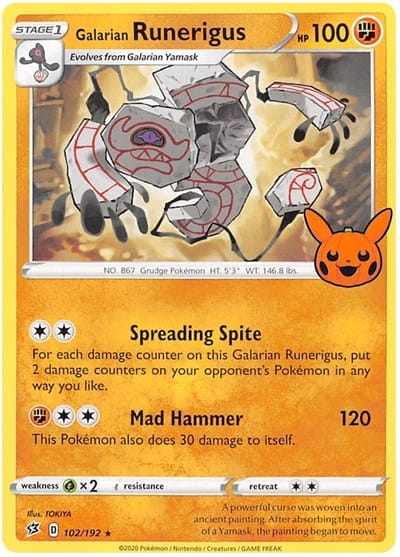 STAGE 1
Galarian Runerigus
HP 100
Evolves from Galarian Yamask
NO. 867 Grudge Pokémon HT: 5'3" WT: 146.8 lbs.
Spreading Spite
For each damage counter on this Galarian Runerigus, put
2 damage counters on your opponent's Pokémon in any
way you like.
Mad Hammer 120
This Pokémon also does 30 damage to itself.
weakness ×2 resistance retreat
Illus. TOKIYA
D 102/192 ★
A powerful curse was woven into
an ancient painting. After absorbing the spirit
of a Yamask, the painting began to move.
©2020 Pokémon / Nintendo / Creatures / GAME FREAK